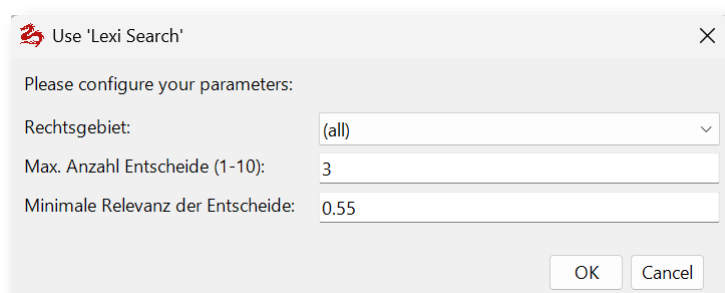 Use 'Lexi Search'
Please configure your parameters:
Rechtsgebiet: (all)
Max. Anzahl Entscheide (1-10): 3
Minimale Relevanz der Entscheide: 0.55
OK Cancel